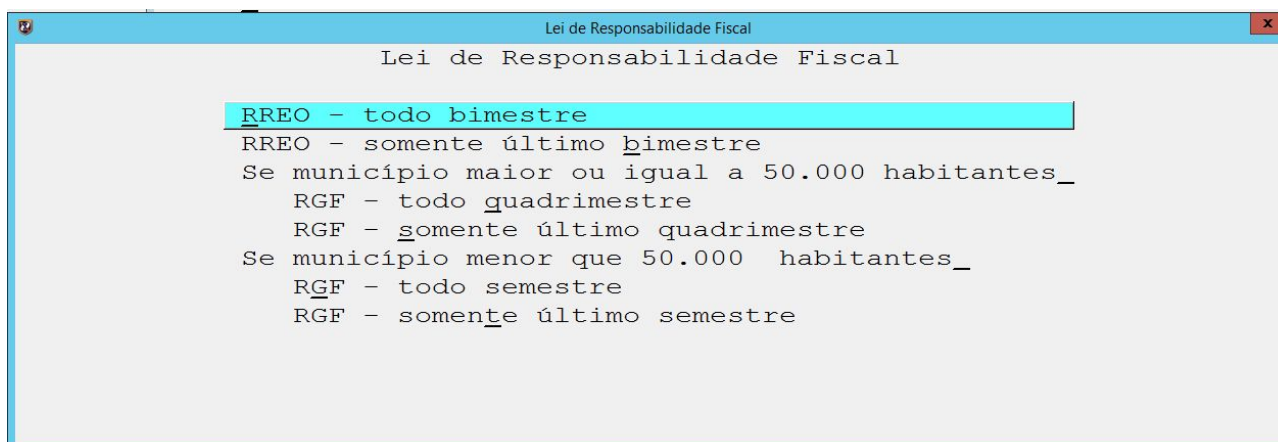 Lei de Responsabilidade Fiscal
x
Lei de Responsabilidade Fiscal
RREO - todo bimestre
RREO - somente último bimestre
Se município maior ou igual a 50.000 habitantes_
RGF - todo quadrimestre
RGF - somente último quadrimestre
Se município menor que 50.000  habitantes_
RGF - todo semestre
RGF - somente último semestre